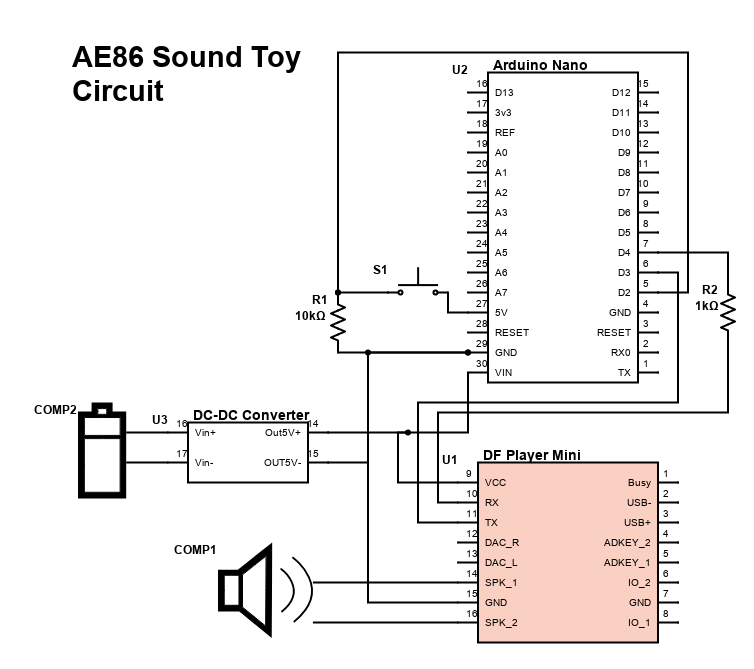 AE86 Sound Toy
Circuit
U2
Arduino Nano
16 D13 D12 15
17 3v3 D11 14
18 REF D10 13
19 A0 D9 12
20 A1 D8 11
21 A2 D7 10
22 A3 D6 9
23 A4 D5 8
24 A5 D4 7
25 A6 D3 6
26 A7 D2 5
27 5V GND 4
28 RESET RESET 3
29 GND RX0 2
30 VIN TX 1
S1
R1
10kΩ
R2
1kΩ
COMP2
U3
DC-DC Converter
16 Vin+ Out5V+ 14
17 Vin- OUT5V- 15
U1
DF Player Mini
9 VCC Busy 1
10 RX USB- 2
11 TX USB+ 3
12 DAC_R ADKEY_2 4
13 DAC_L ADKEY_1 5
14 SPK_1 IO_2 6
15 GND GND 7
16 SPK_2 IO_1 8
COMP1